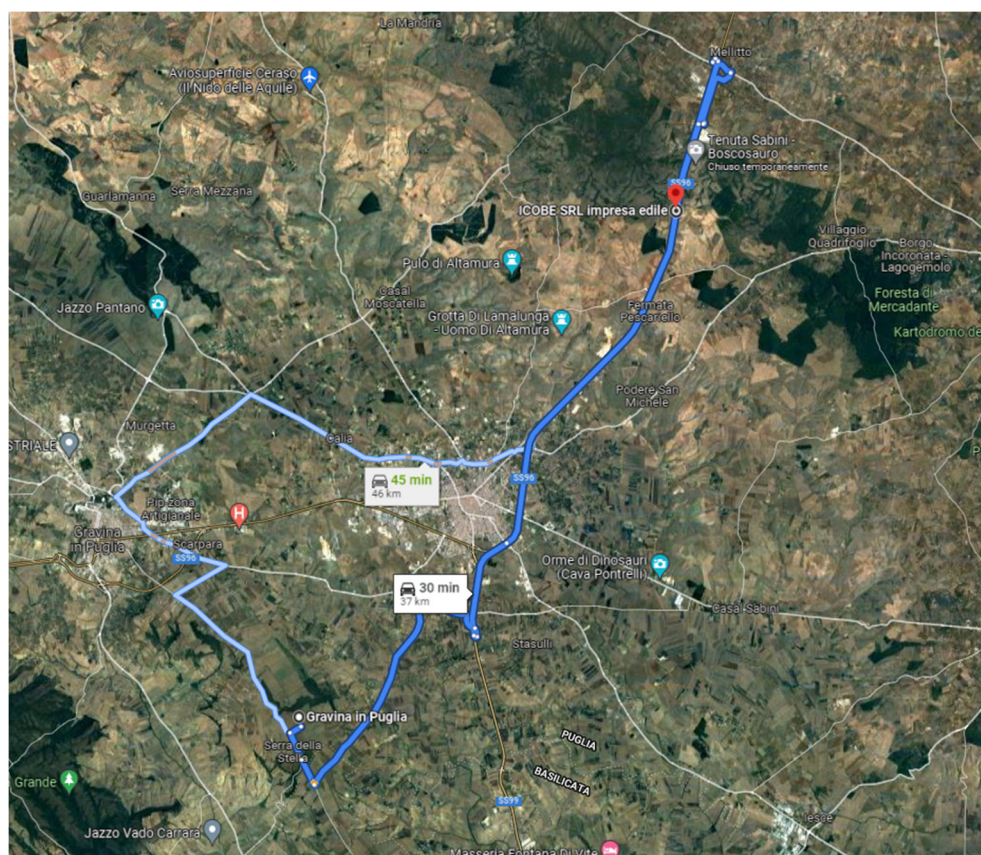 La Mandria
Mellitto
Aviosuperficie Ceraso
(Il Nido delle Aquile)
Tenuta Sabini -
Boscosauro
Chiuso temporaneamente
Guarlamanna
Serra Mezzana
SS96
ICOBE SRL impresa edile
Villaggio
Quadrifoglio
Borgo
Incoronata -
Lagogemolo
Pulo di Altamura
Casal
Moscatella
Foresta di
Mercadante
Jazzo Pantano
Grotta Di Lamalunga
- Uomo Di Altamura
Fermata
Pescariello
Kartodromo de
Podere San
Michele
Murgetta
STRIALE
Calia
45 min
46 km
SS96
Pip zona
Artigianale
Gravina
in Puglia
Scarpara
H
SS96
Orme di Dinosauri
(Cava Pontrelli)
30 min
37 km
Casal Sabini
Stasulli
Gravina in Puglia
Serra della
Stella
PUGLIA
BASILICATA
Grande
SS99
Jazzo Vado Carrara
Iesce
Masseria Fontana Di Vite